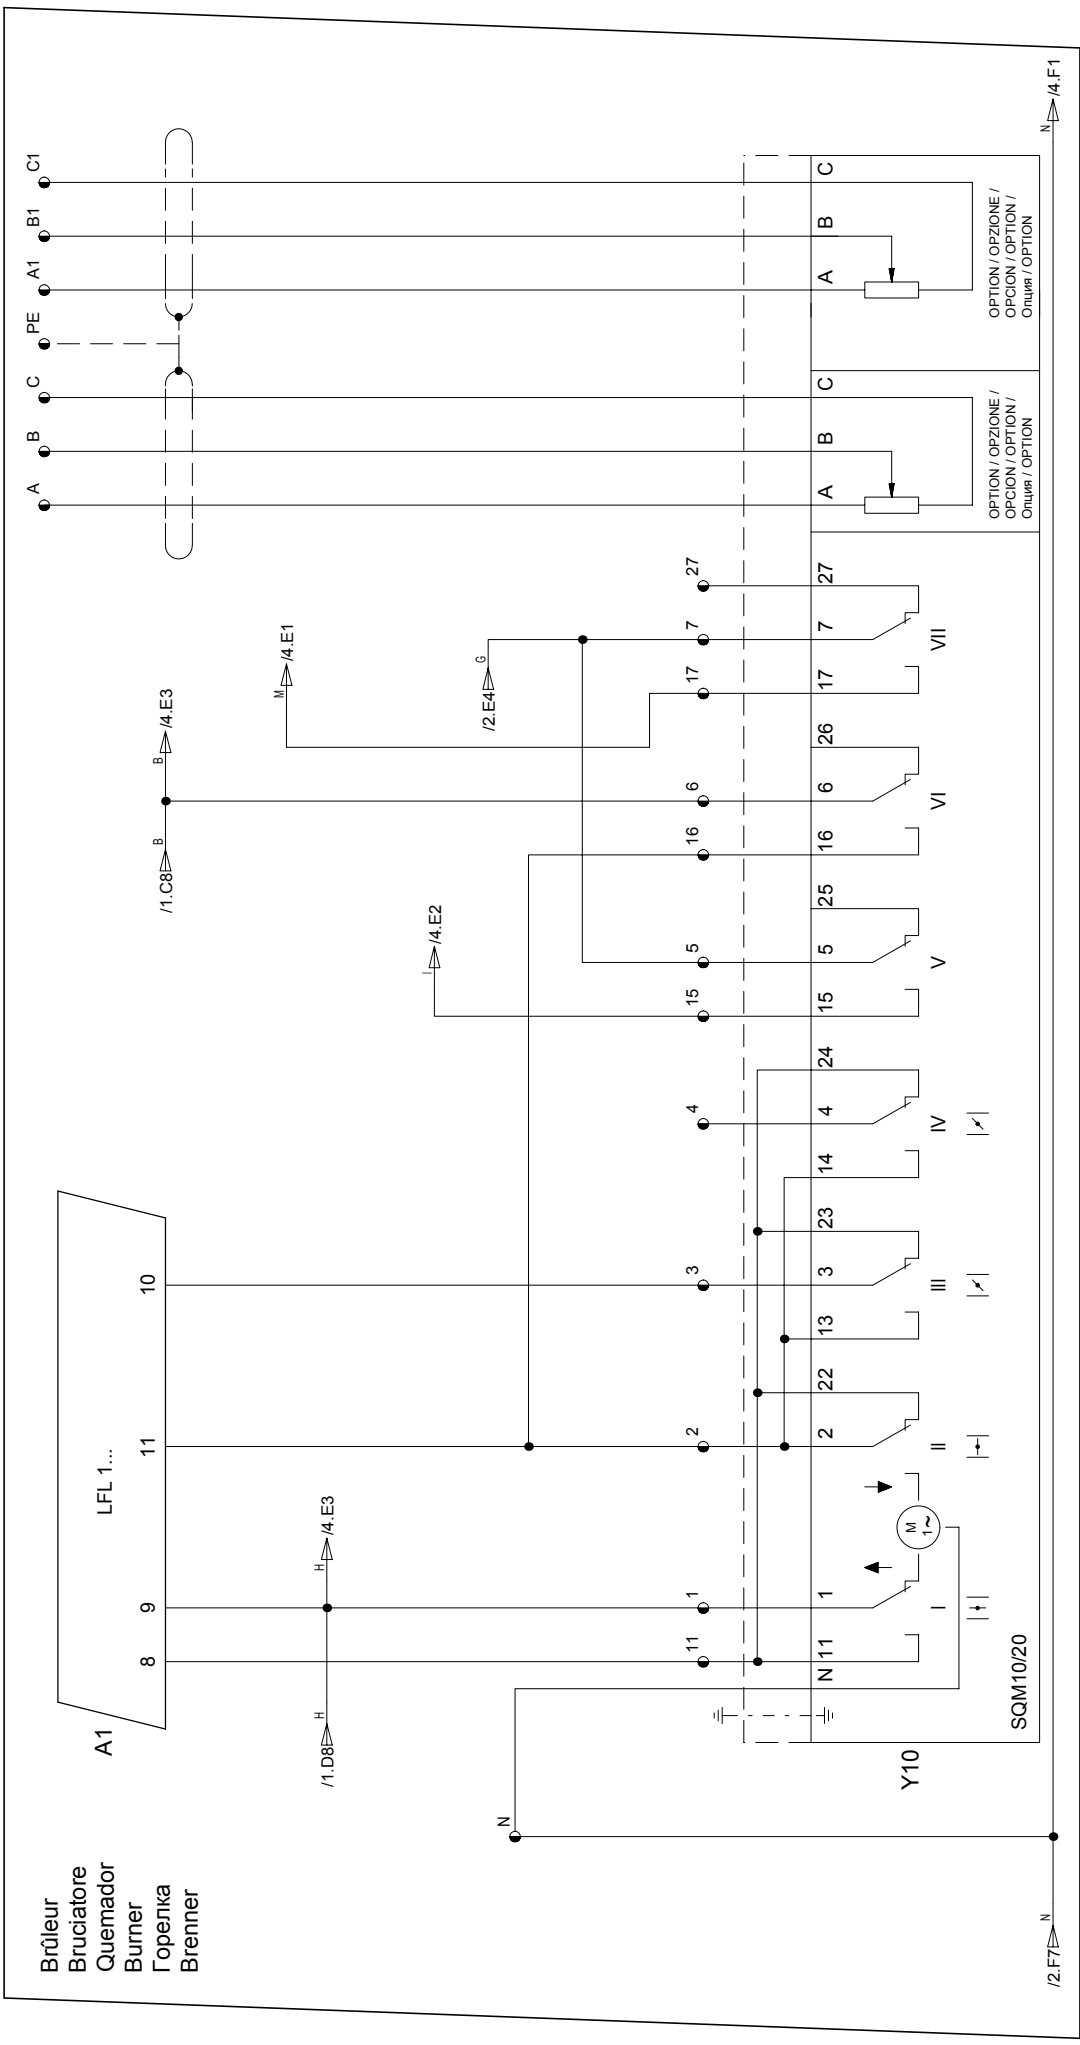 Brûleur
Bruciatore
Quemador
Burner
Горелка
Brenner
A1
LFL 1...
8
9
11
10
A
B
C
PE
A1
B1
C1
/1.D8
H
H
/4.E3
/1.C8
B
B
/4.E3
M
/4.E1
I
/4.E2
/2.E4
G
N
11
1
2
3
4
15
5
16
6
17
7
27
N
11
1
2
22
13
3
23
14
4
24
15
5
25
16
6
26
17
7
27
A
B
C
A
B
C
M
1~
I
II
III
IV
V
VI
VII
Y10
SQM10/20
OPTION / OPZIONE /
OPCION / OPTION /
Опция / OPTION
OPTION / OPZIONE /
OPCION / OPTION /
Опция / OPTION
/2.F7
N
N
/4.F1